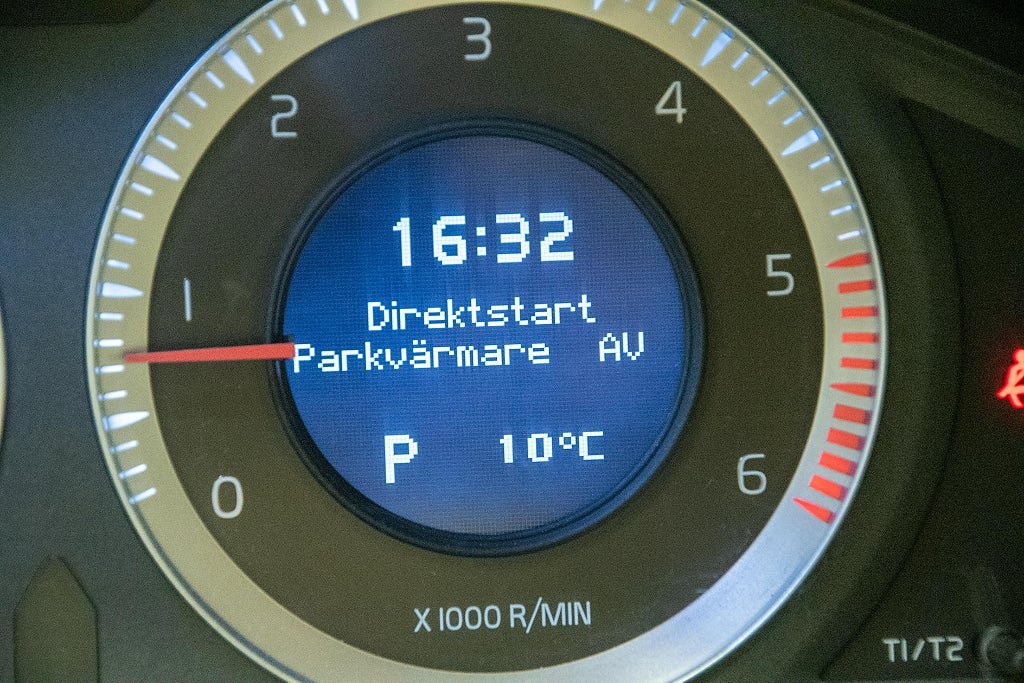 3
2
4
16:32
5
1
Direktstart
Parkvärmare AV
P 10°C
6
0
X 1000 R/MIN
T1/T2